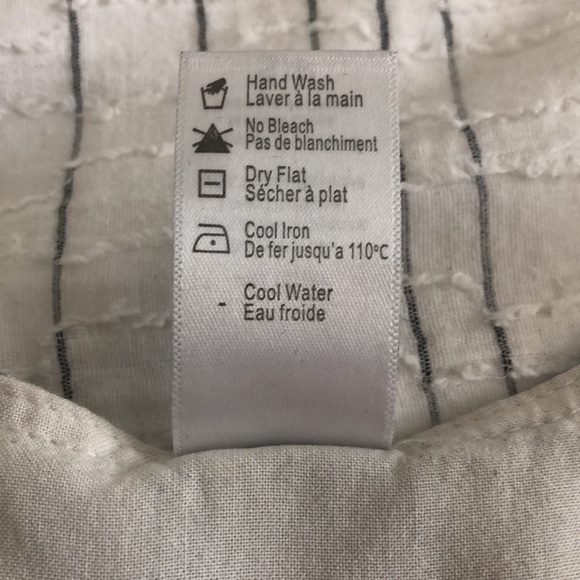 Hand Wash
Laver à la main
No Bleach
Pas de blanchiment
Dry Flat
Sécher à plat
Cool Iron
De fer jusqu'a 110°C
- Cool Water
Eau froide